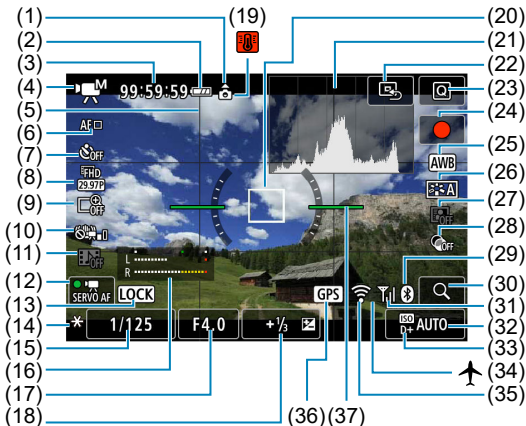 (1) (19) (20)
(2) (21)
(3) (22)
(4) M 99:59:59 Q (23)
(5) (24)
(6) AF AWB (25)
(7) OFF A (26)
(8) FHD 29.97P OFF (27)
(9) OFF OFF (28)
(10) (29)
(11) OFF L R (30)
(12) SERVO AF LOCK GPS (31)
(13)
(14) 1/125 F4.0 +1/3 ISO D+ AUTO (32)
(15) (33)
(16) (34)
(17) (35)
(18) (36) (37)